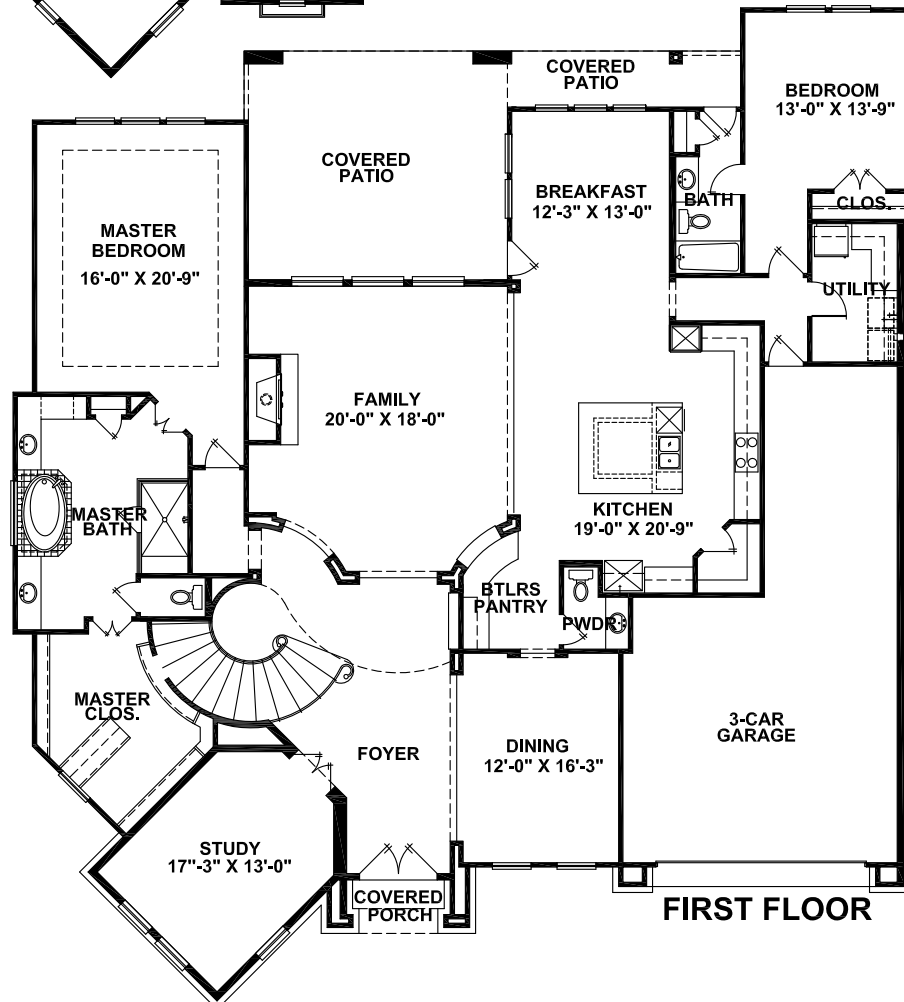 COVERED
PATIO
BEDROOM
13'-0" X 13'-9"
COVERED
PATIO
BREAKFAST
12'-3" X 13'-0"
BATH
CLOS.
MASTER
BEDROOM
16'-0" X 20'-9"
UTILITY
FAMILY
20'-0" X 18'-0"
MASTER
BATH
KITCHEN
19'-0" X 20'-9"
BTLRS
PANTRY
PWDR
MASTER
CLOS.
FOYER
DINING
12'-0" X 16'-3"
3-CAR
GARAGE
STUDY
17"-3" X 13'-0"
COVERED
PORCH
FIRST FLOOR